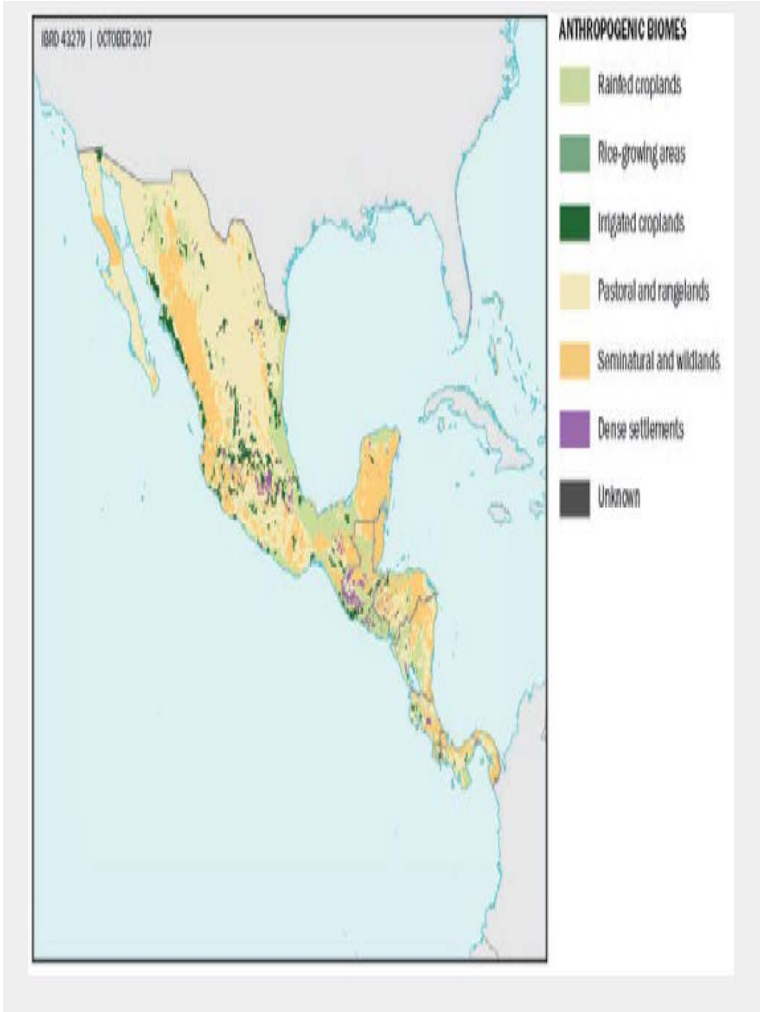 IBRD 43279 | OCTOBER 2017
ANTHROPOGENIC BIOMES
Rainfed croplands
Rice-growing areas
Irrigated croplands
Pastoral and rangelands
Seminatural and wildlands
Dense settlements
Unknown